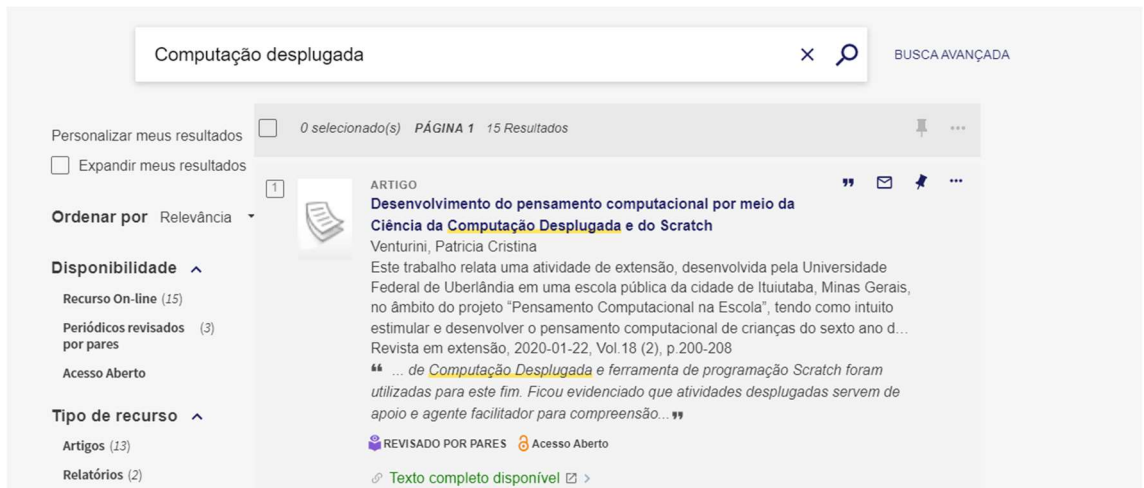 Computação desplugada
BUSCA AVANÇADA
Personalizar meus resultados
Expandir meus resultados
Ordenar por Relevância
Disponibilidade
Recurso On-line (15)
Periódicos revisados (3)
por pares
Acesso Aberto
Tipo de recurso
Artigos (13)
Relatórios (2)
0 selecionado(s) PÁGINA 1 15 Resultados
1
ARTIGO
Desenvolvimento do pensamento computacional por meio da
Ciência da Computação Desplugada e do Scratch
Venturini, Patricia Cristina
Este trabalho relata uma atividade de extensão, desenvolvida pela Universidade
Federal de Uberlândia em uma escola pública da cidade de Ituiutaba, Minas Gerais,
no âmbito do projeto “Pensamento Computacional na Escola”, tendo como intuito
estimular e desenvolver o pensamento computacional de crianças do sexto ano d...
Revista em extensão, 2020-01-22, Vol.18 (2), p.200-208
“ ... de Computação Desplugada e ferramenta de programação Scratch foram
utilizadas para este fim. Ficou evidenciado que atividades desplugadas servem de
apoio e agente facilitador para compreensão... ”
REVISADO POR PARES Acesso Aberto
Texto completo disponível